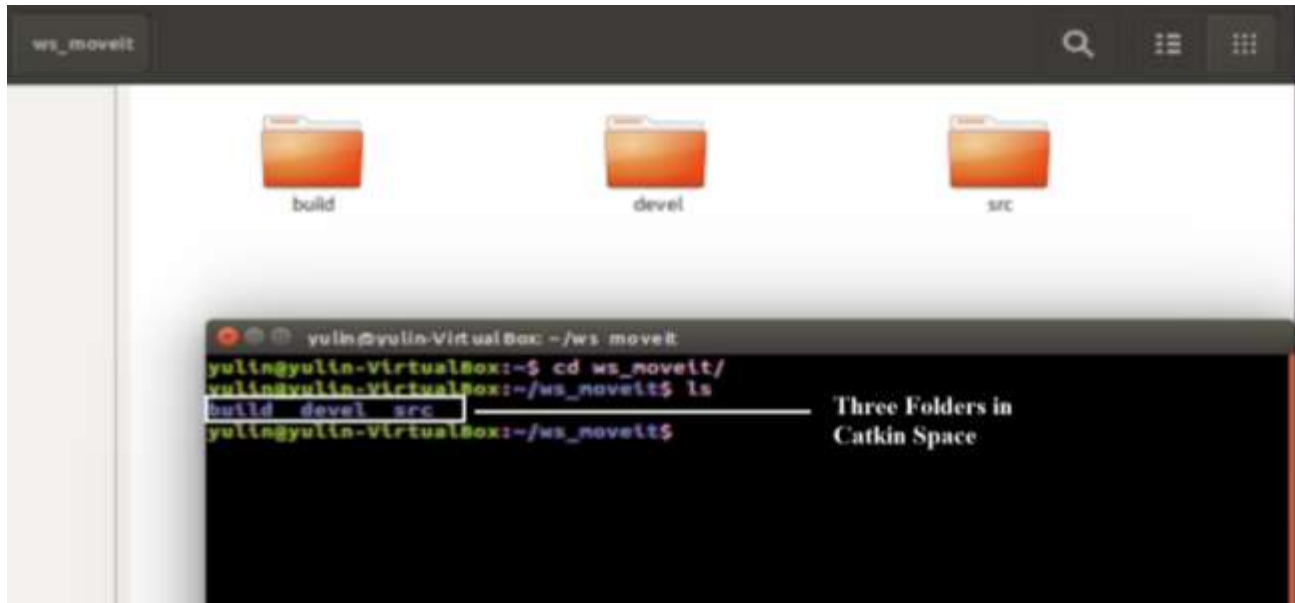 ws_moveit
build
devel
src
yulin@yulin-VirtualBox: ~/ws_moveit
yulin@yulin-VirtualBox:~$ cd ws_moveit/
yulin@yulin-VirtualBox:~/ws_moveit$ ls
build devel src
yulin@yulin-VirtualBox:~/ws_moveit$
Three Folders in
Catkin Space